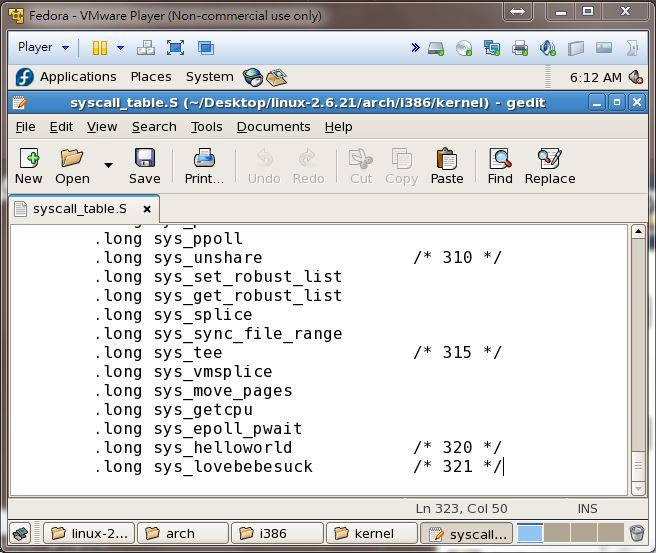 Fedora - VMware Player (Non-commercial use only)
Player
»
Applications Places System 6:12 AM
syscall_table.S (~/Desktop/linux-2.6.21/arch/i386/kernel) - gedit
File Edit View Search Tools Documents Help
New Open Save Print... Undo Redo Cut Copy Paste Find Replace
syscall_table.S
.long sys_ppoll
.long sys_unshare /* 310 */
.long sys_set_robust_list
.long sys_get_robust_list
.long sys_splice
.long sys_sync_file_range
.long sys_tee /* 315 */
.long sys_vmsplice
.long sys_move_pages
.long sys_getcpu
.long sys_epoll_pwait
.long sys_helloworld /* 320 */
.long sys_lovebebesuck /* 321 */
Ln 323, Col 50 INS
linux-2... arch i386 kernel syscall...